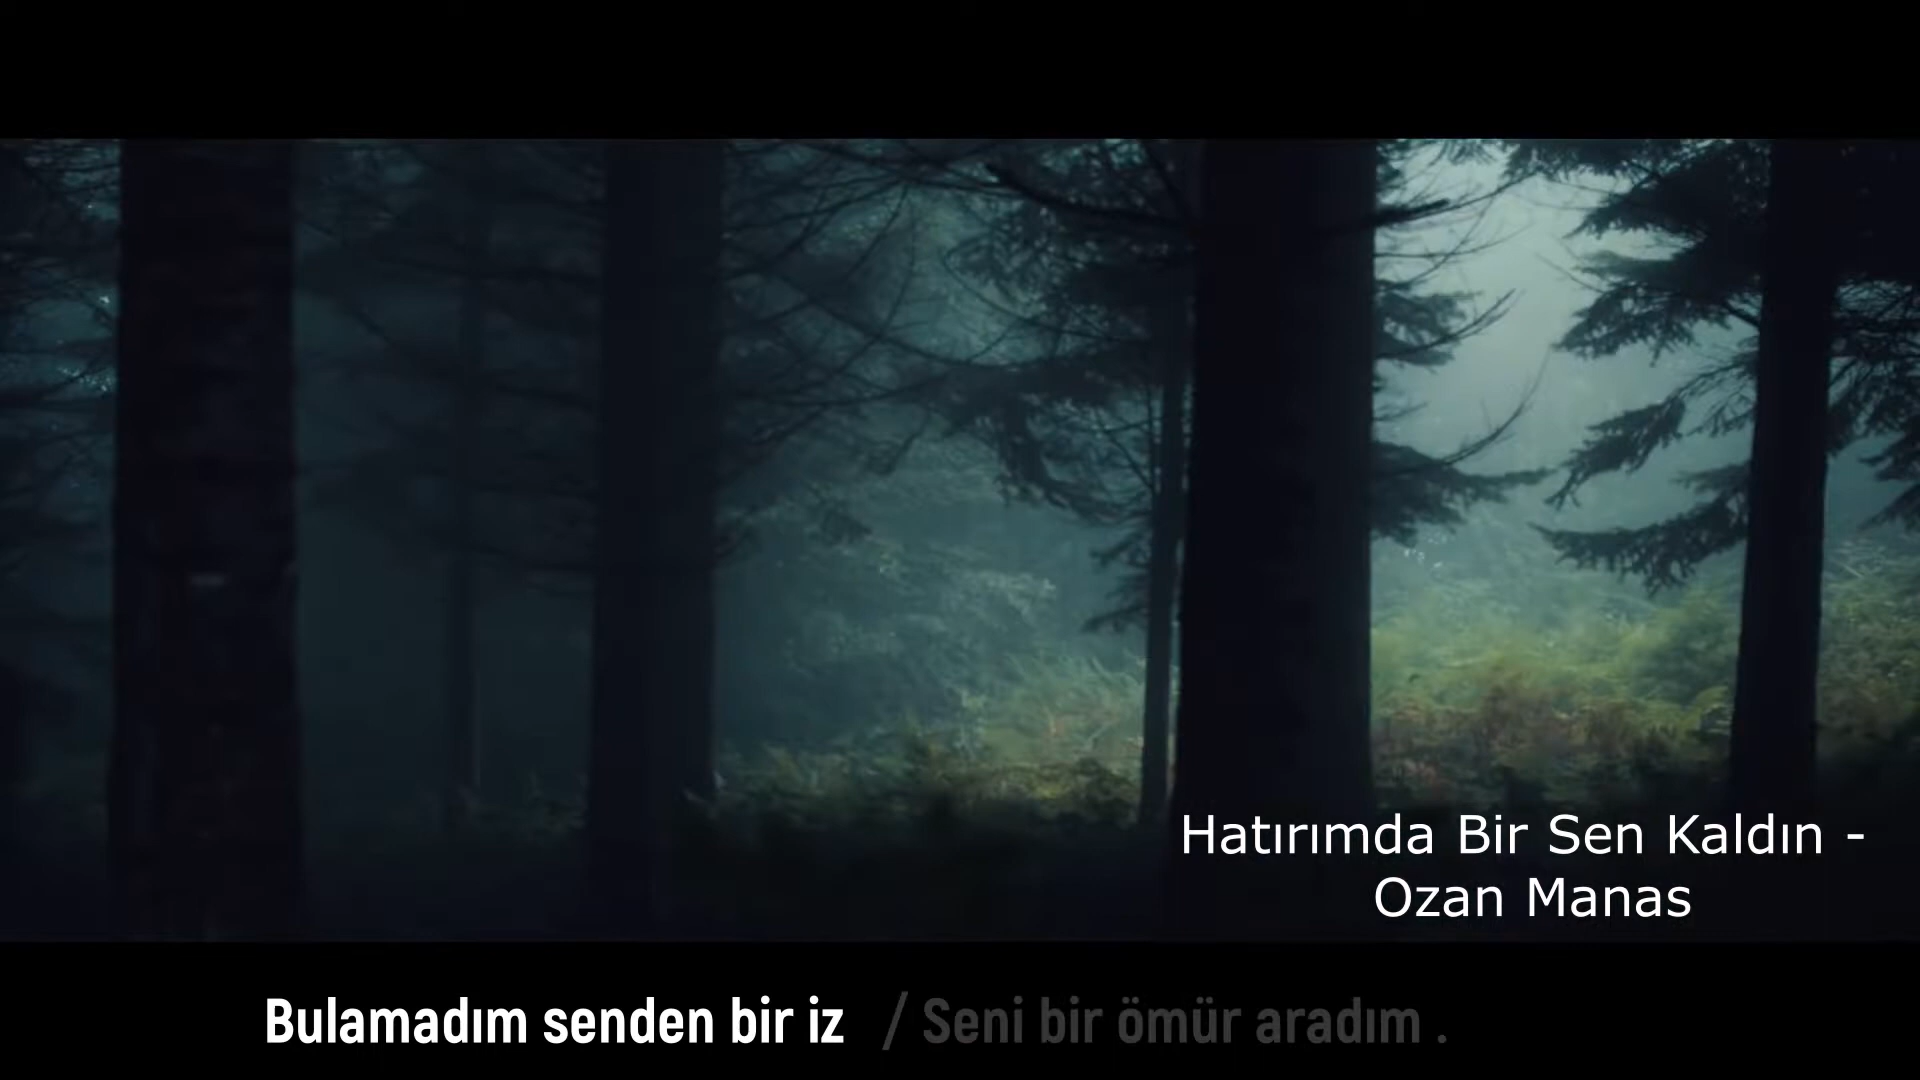 Hatırımda Bir Sen Kaldın -
Ozan Manas
Bulamadım senden bir iz / Seni bir ömür aradım .